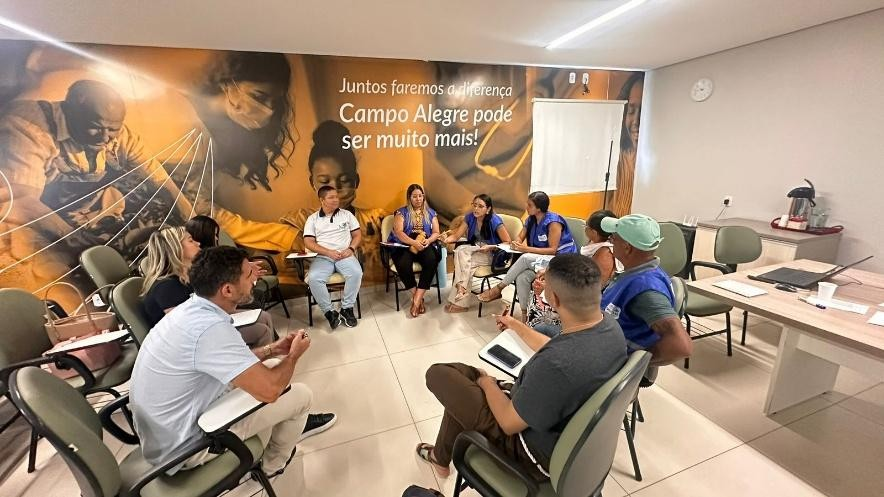 Juntos faremos a diferença
Campo Alegre pode
ser muito mais!